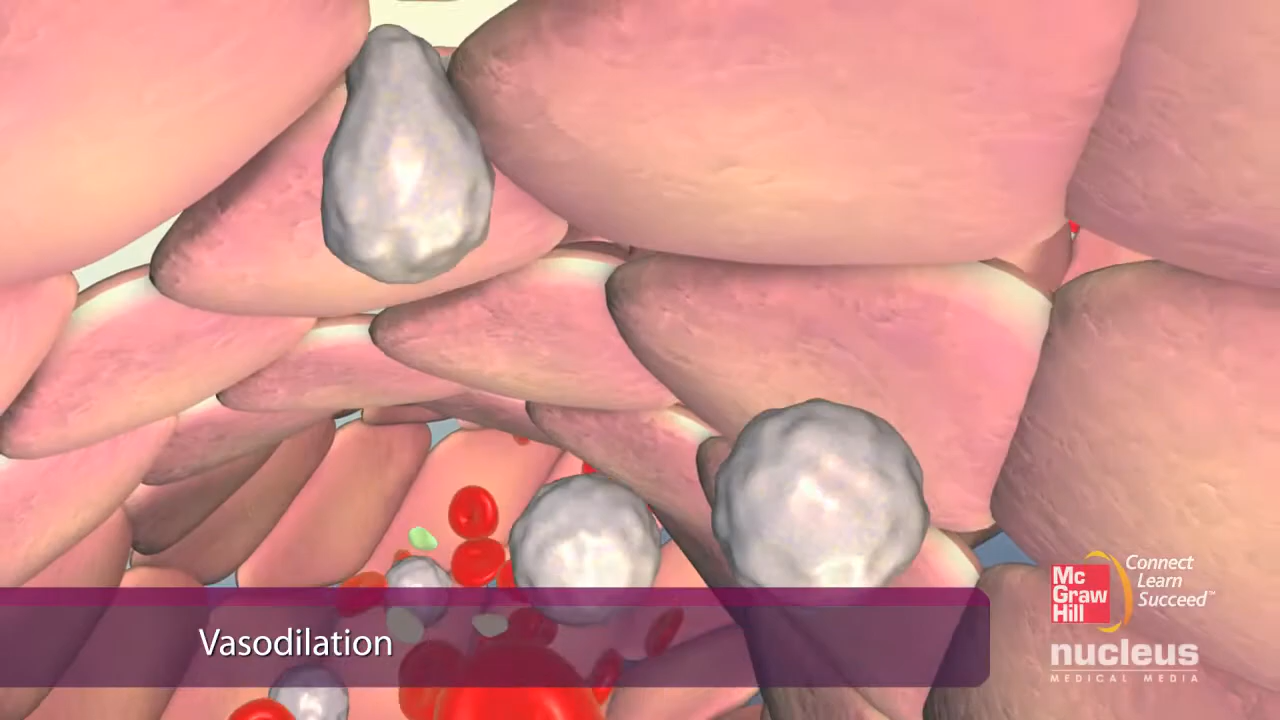 Vasodilation
Mc
Graw
Hill
Connect
Learn
Succeed™
nucleus
MEDICAL MEDIA